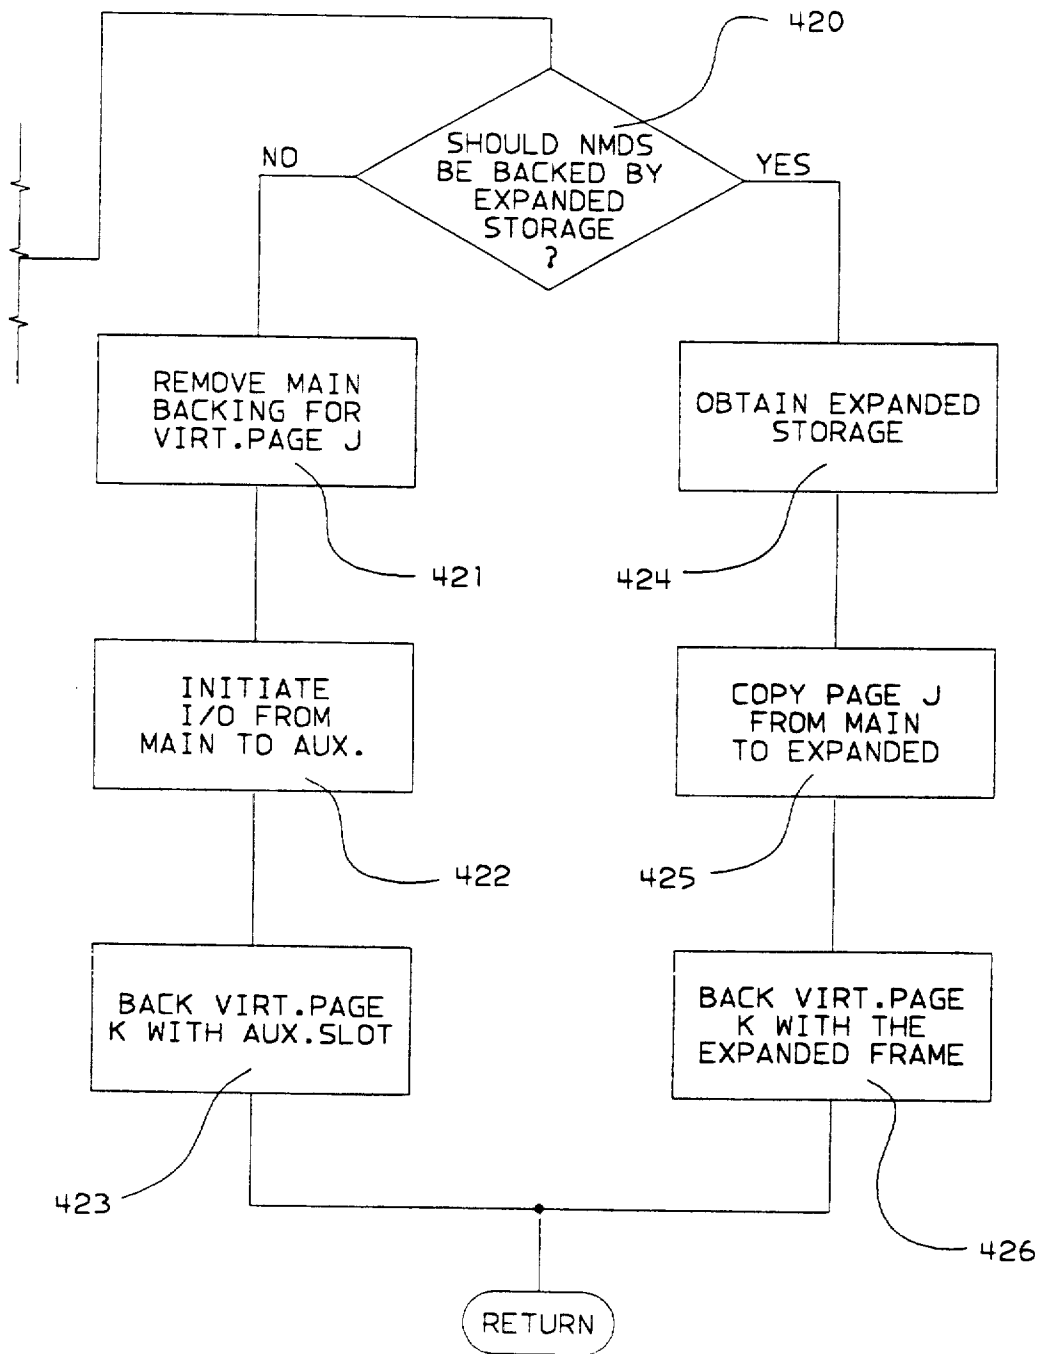 420
SHOULD NMDS
BE BACKED BY
EXPANDED
STORAGE
?
NO
YES
REMOVE MAIN
BACKING FOR
VIRT.PAGE J
421
OBTAIN EXPANDED
STORAGE
424
INITIATE
I/O FROM
MAIN TO AUX.
422
COPY PAGE J
FROM MAIN
TO EXPANDED
425
BACK VIRT.PAGE
K WITH AUX.SLOT
423
BACK VIRT.PAGE
K WITH THE
EXPANDED FRAME
426
RETURN